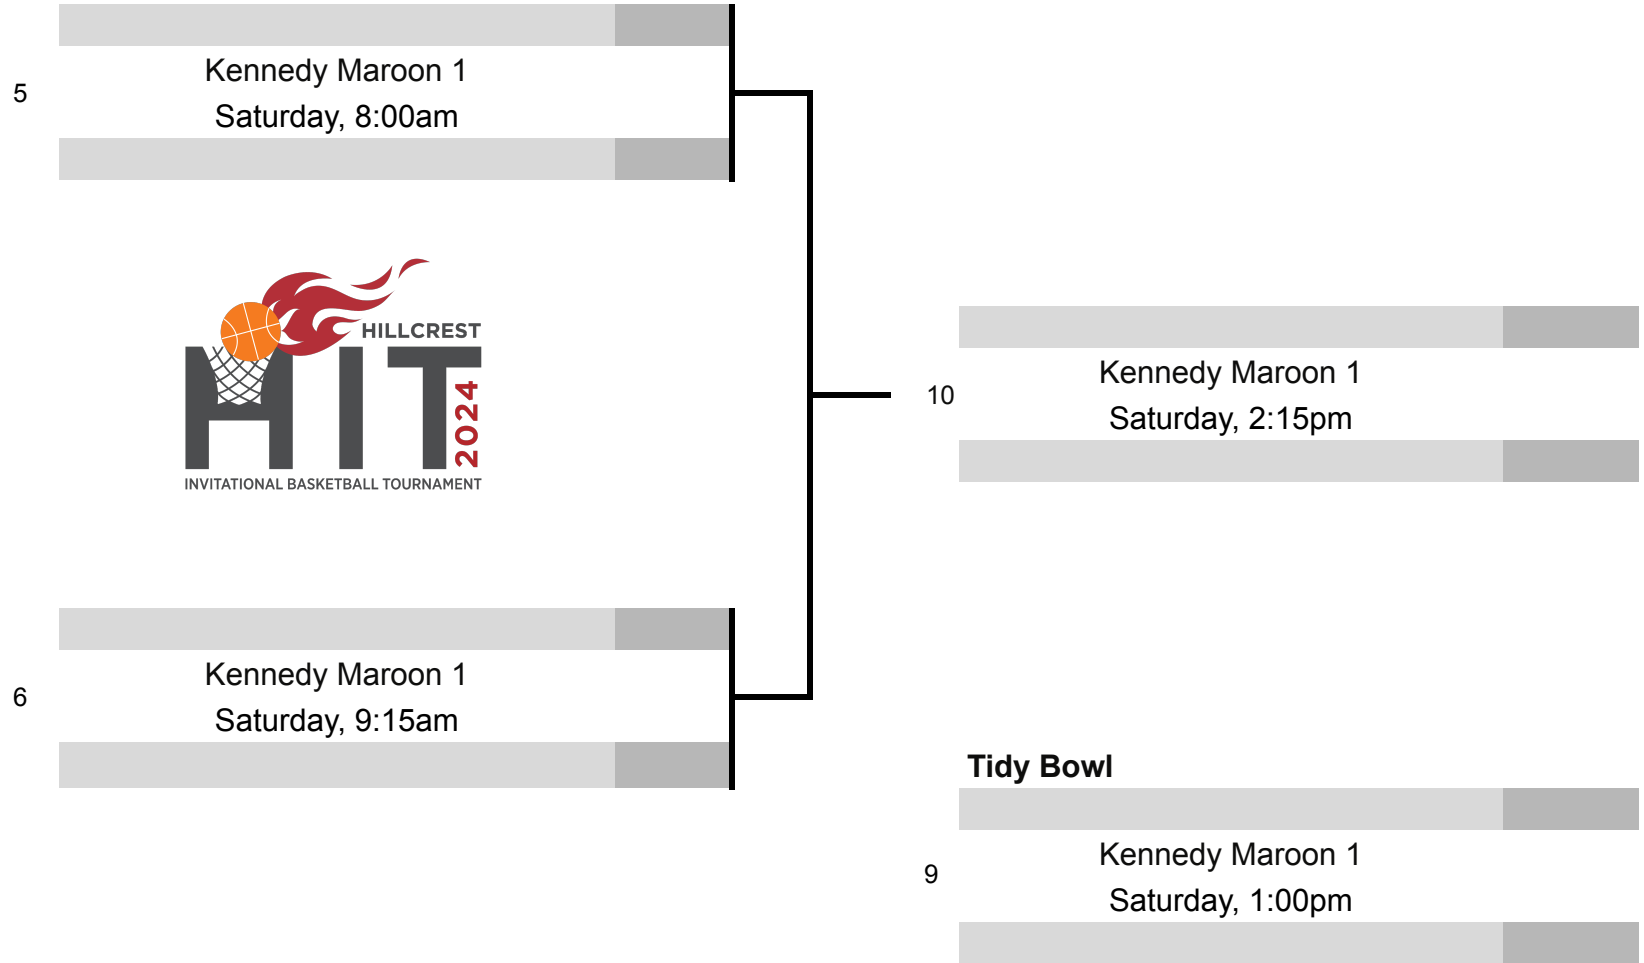 Kennedy Maroon 1
5
Saturday, 8:00am
HILLCREST
HIT
2024
INVITATIONAL BASKETBALL TOURNAMENT
Kennedy Maroon 1
10
Saturday, 2:15pm
Kennedy Maroon 1
6
Saturday, 9:15am
Tidy Bowl
Kennedy Maroon 1
9
Saturday, 1:00pm